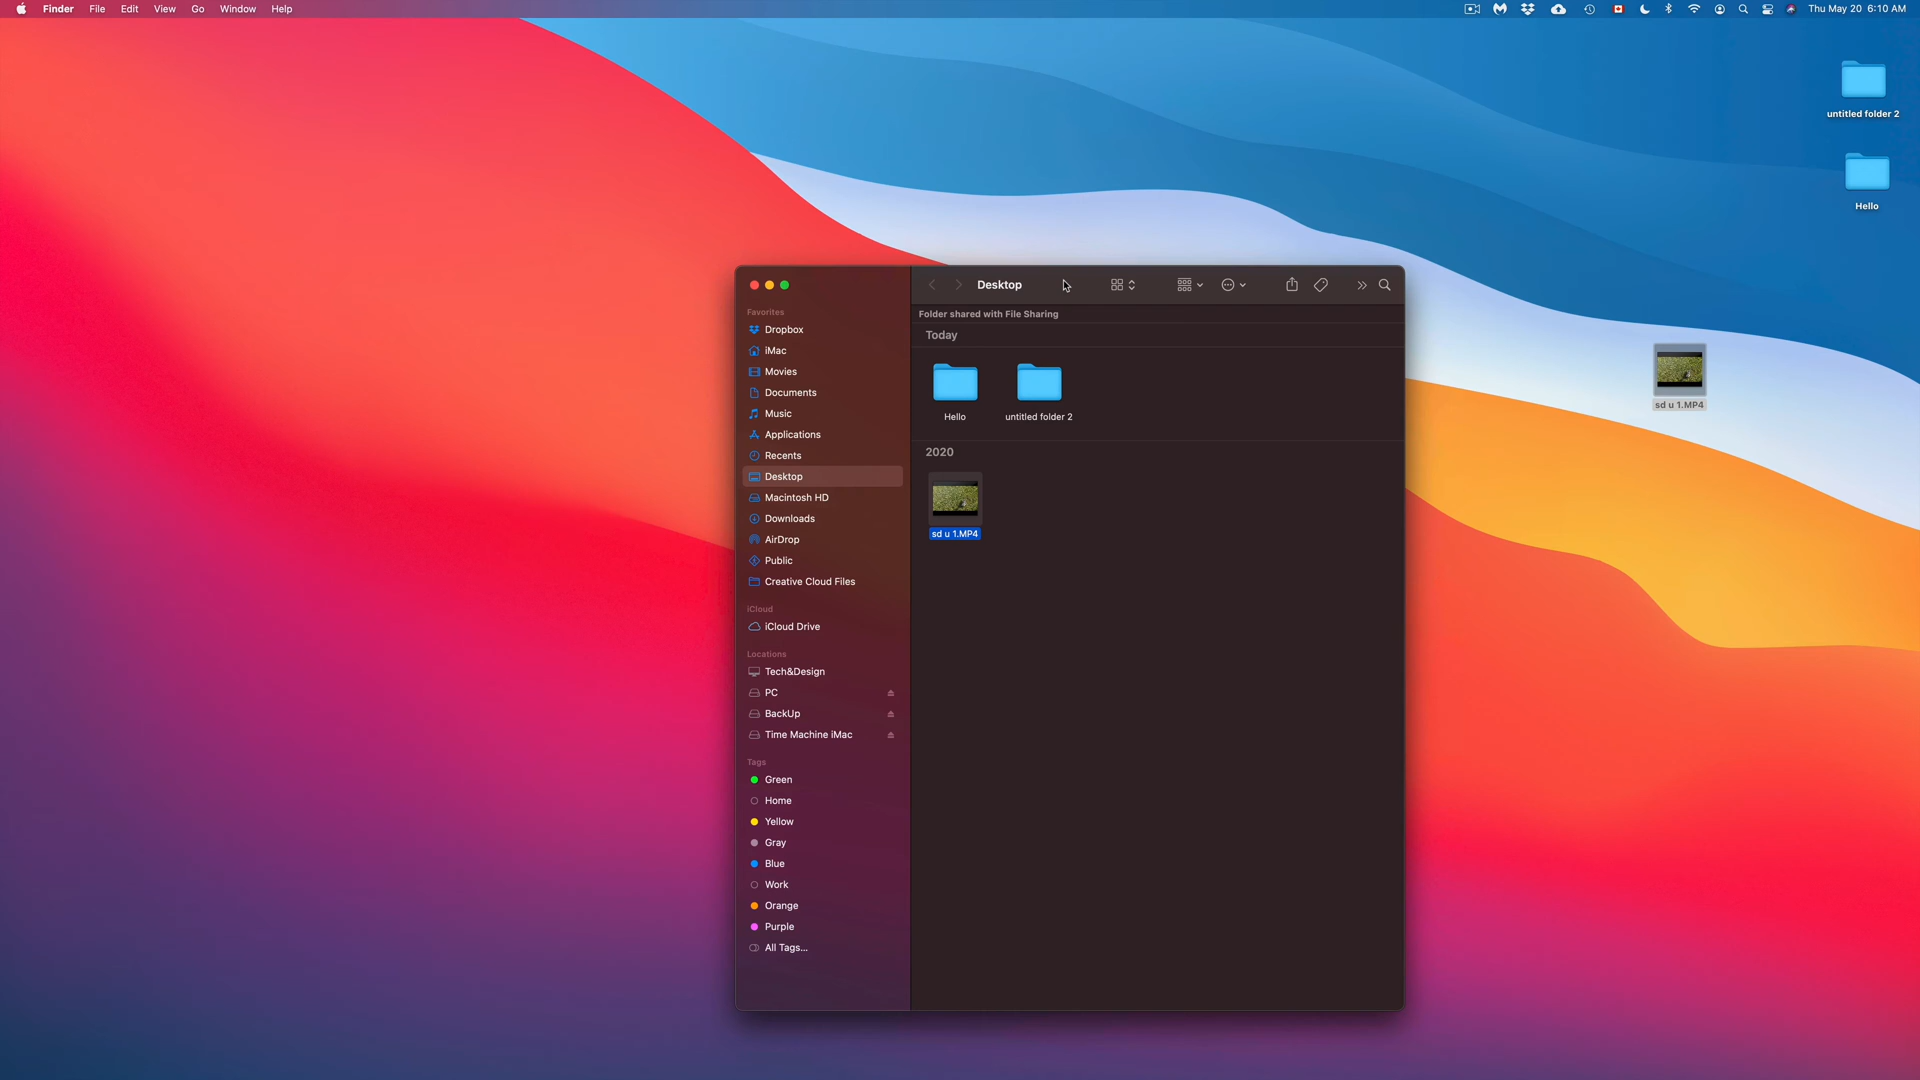 Finder File Edit View Go Window Help
Thu May 20 6:10 AM
untitled folder 2
Hello
sd u 1.MP4
Desktop
Folder shared with File Sharing
Today
Hello
untitled folder 2
2020
sd u 1.MP4
Favorites
Dropbox
iMac
Movies
Documents
Music
Applications
Recents
Desktop
Macintosh HD
Downloads
AirDrop
Public
Creative Cloud Files
iCloud
iCloud Drive
Locations
Tech&Design
PC
BackUp
Time Machine iMac
Tags
Green
Home
Yellow
Gray
Blue
Work
Orange
Purple
All Tags...